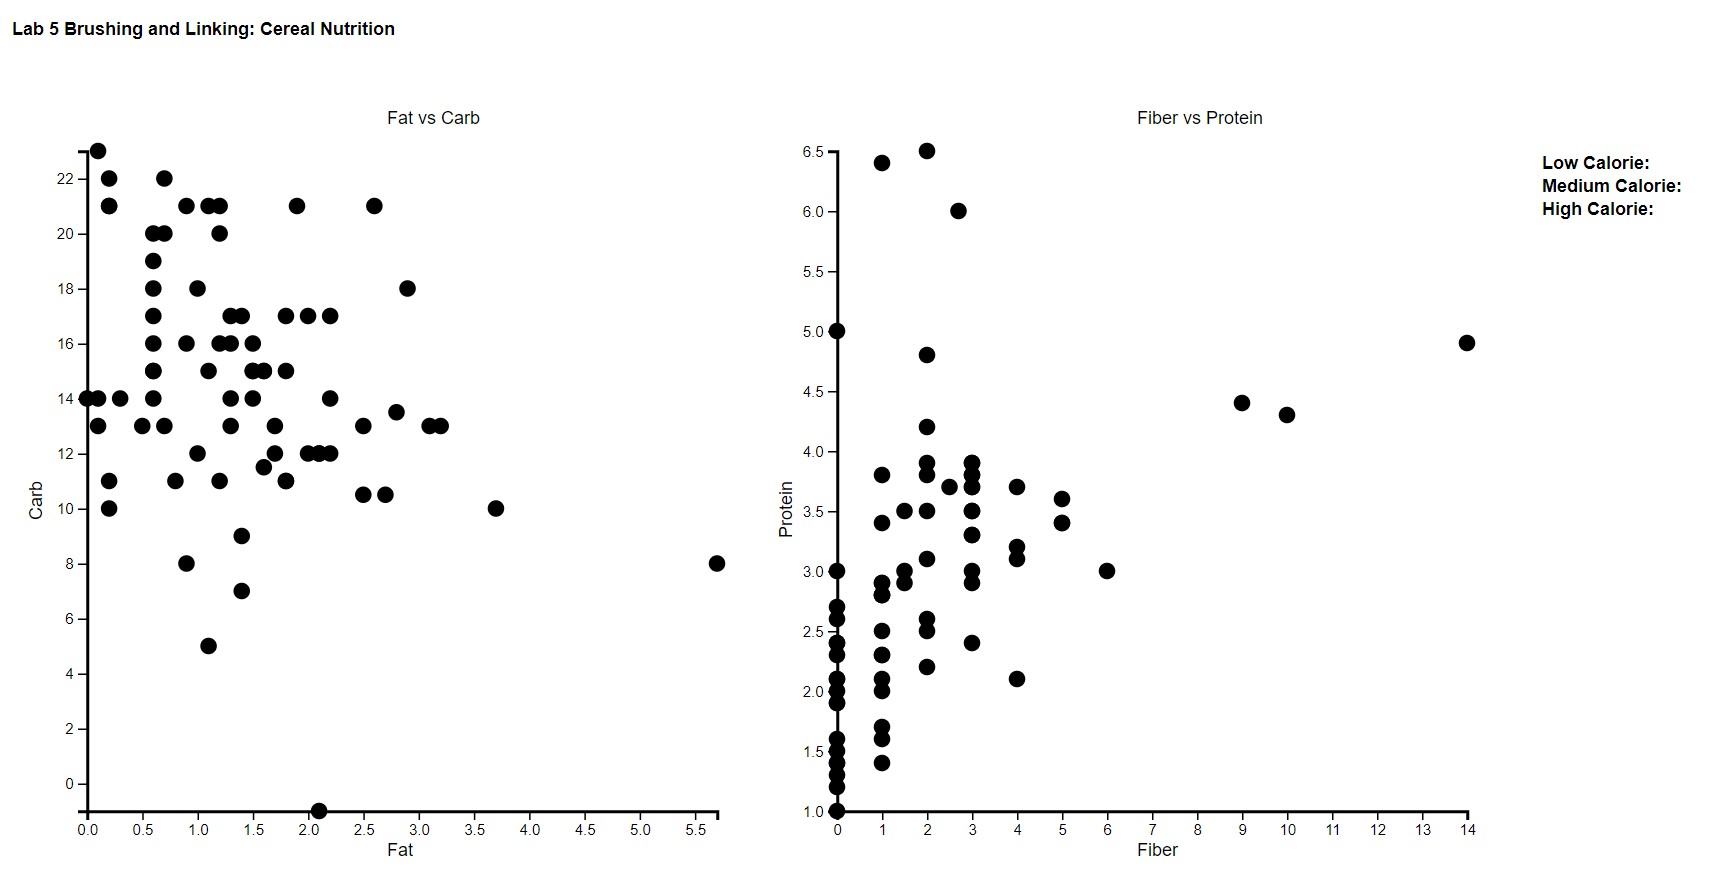 Lab 5 Brushing and Linking: Cereal Nutrition
Fat vs Carb
22
20
18
16
14
12
10
8
6
4
2
0
Carb
0.0 0.5 1.0 1.5 2.0 2.5 3.0 3.5 4.0 4.5 5.0 5.5
Fat
Fiber vs Protein
6.5
6.0
5.5
5.0
4.5
4.0
3.5
3.0
2.5
2.0
1.5
1.0
Protein
0 1 2 3 4 5 6 7 8 9 10 11 12 13 14
Fiber
Low Calorie:
Medium Calorie:
High Calorie: